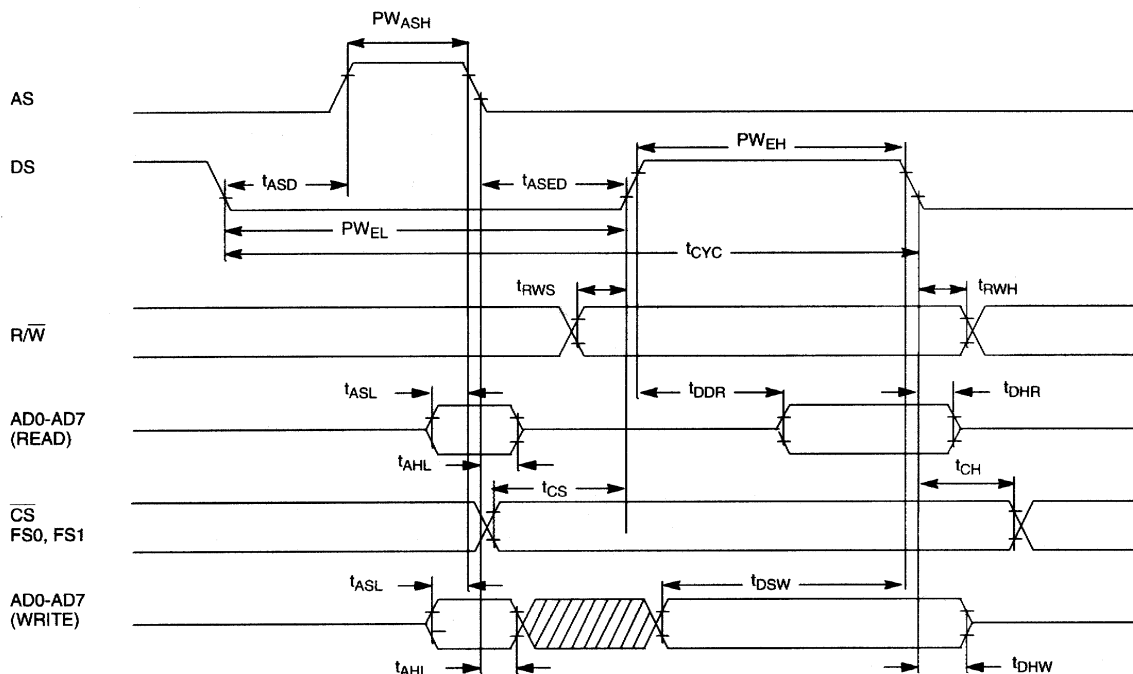 PWASH
AS
PWEH
DS
tASD
tASED
PWEL
tCYC
tRWS
tRWH
R/W̅
tASL
tDDR
tDHR
AD0-AD7
(READ)
tAHL
tCS
tCH
C̅S̅
FS0, FS1
tASL
tDSW
AD0-AD7
(WRITE)
tAHL
tDHW